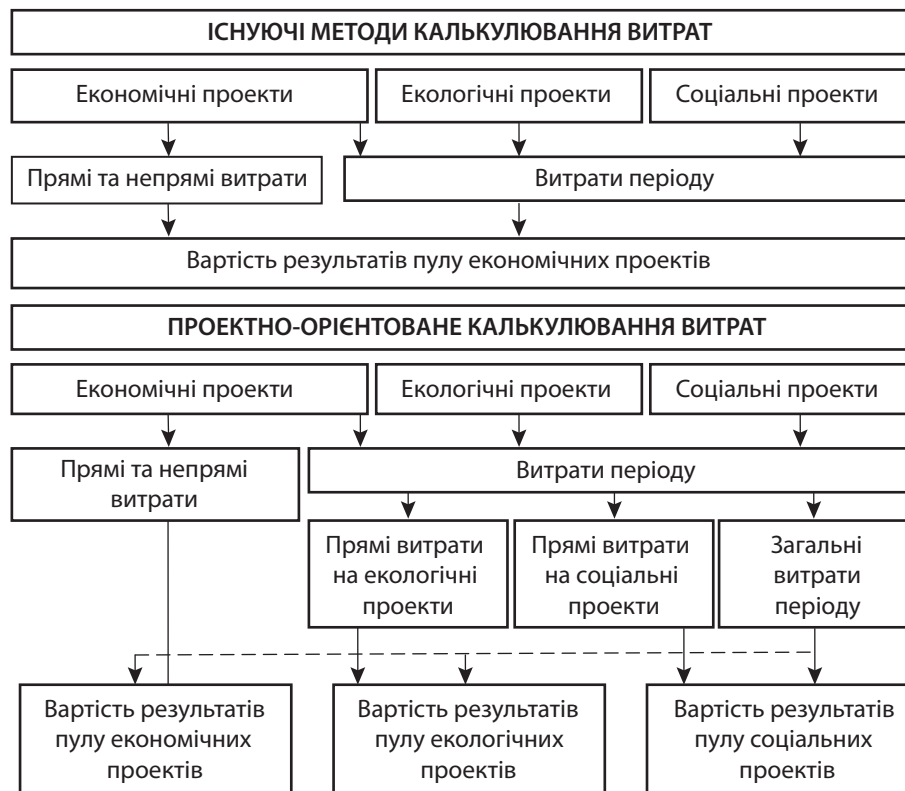 ІСНУЮЧІ МЕТОДИ КАЛЬКУЛЮВАННЯ ВИТРАТ
Економічні проекти
Екологічні проекти
Соціальні проекти
Прямі та непрямі витрати
Витрати періоду
Вартість результатів пулу економічних проектів
ПРОЕКТНО-ОРІЄНТОВАНЕ КАЛЬКУЛЮВАННЯ ВИТРАТ
Економічні проекти
Екологічні проекти
Соціальні проекти
Прямі та непрямі
витрати
Витрати періоду
Прямі витрати
на екологічні
проекти
Прямі витрати
на соціальні
проекти
Загальні
витрати
періоду
Вартість результатів
пулу економічних
проектів
Вартість результатів
пулу екологічних
проектів
Вартість результатів
пулу соціальних
проектів